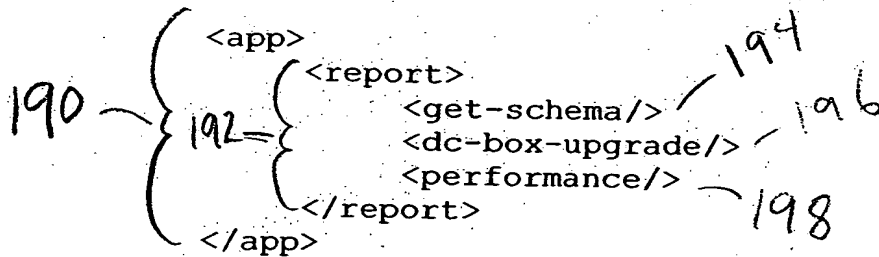 <app>
<report> 194
<get-schema/>
190 192 <dc-box-upgrade/> 196
<performance/>
</report> 198
</app>